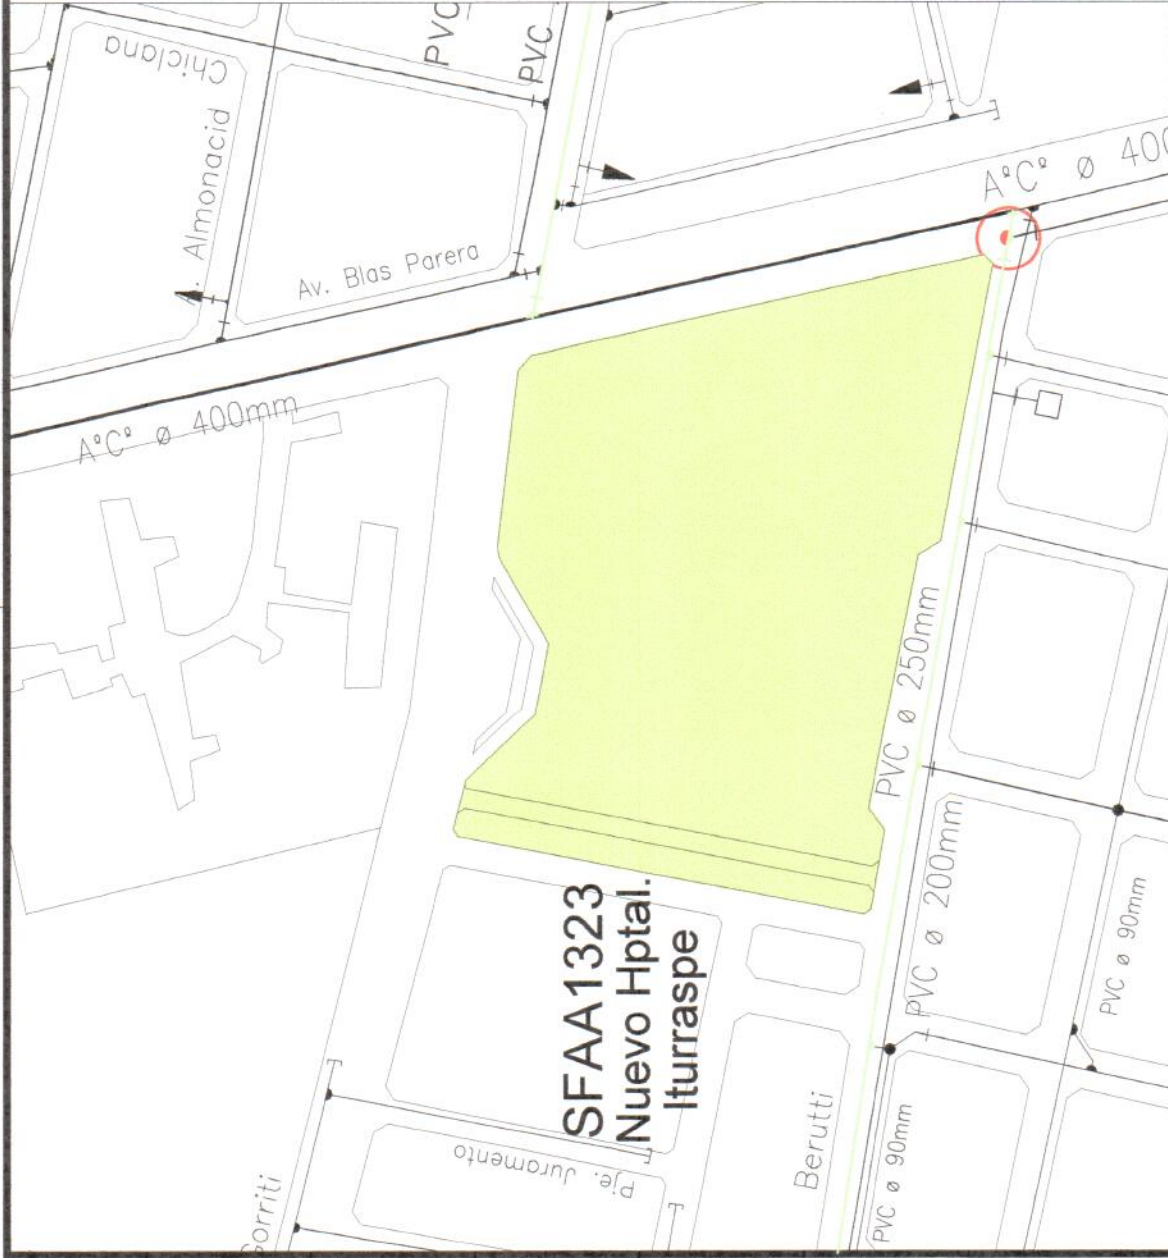 Chiclana
PVC
PVC
Av. Almonacid
Av. Blas Parera
A°C° ø 400
A°C° ø 400mm
PVC ø 250mm
SFAA1323
Nuevo Hptal.
Iturraspe
PVC ø 200mm
PVC ø 90mm
Pje. Juramento
Berutti
PVC ø 90mm
Gorriti